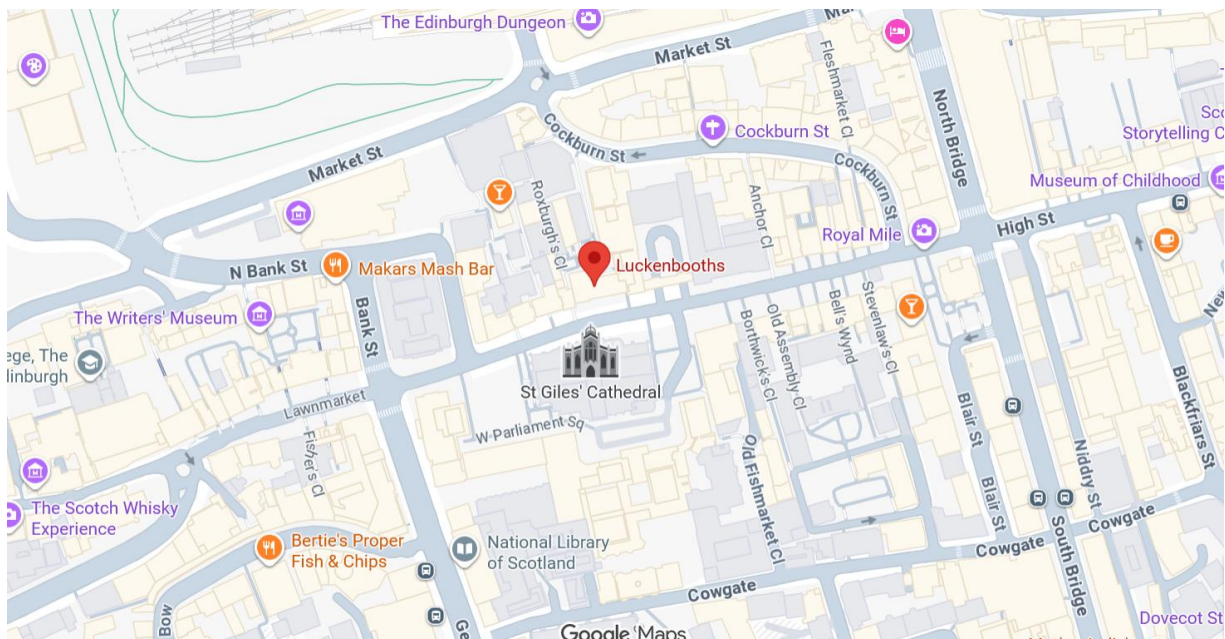 The Edinburgh Dungeon
Market St
Fleshmarket Cl
North Bridge
Storytelling C
Cockburn St
Cockburn St
Cockburn St
Market St
Museum of Childhood
Roxburgh's Cl
Anchor Cl
Royal Mile
High St
N Bank St
Makars Mash Bar
Luckenbooths
The Writers' Museum
Bank St
Old Assembly Cl
Borthwick's Cl
Bell's Wynd
Stevenlaw's Cl
ege, The
dinburgh
St Giles' Cathedral
Lawnmarket
W Parliament Sq
Fisher's Cl
Blair St
Blackfriars St
Old Fishmarket Cl
Niddry St
The Scotch Whisky
Experience
Blair St
Bertie's Proper
Fish & Chips
National Library
of Scotland
Cowgate
Cowgate
South Bridge
Cowgate
Bow
Dovecot St
Google Maps